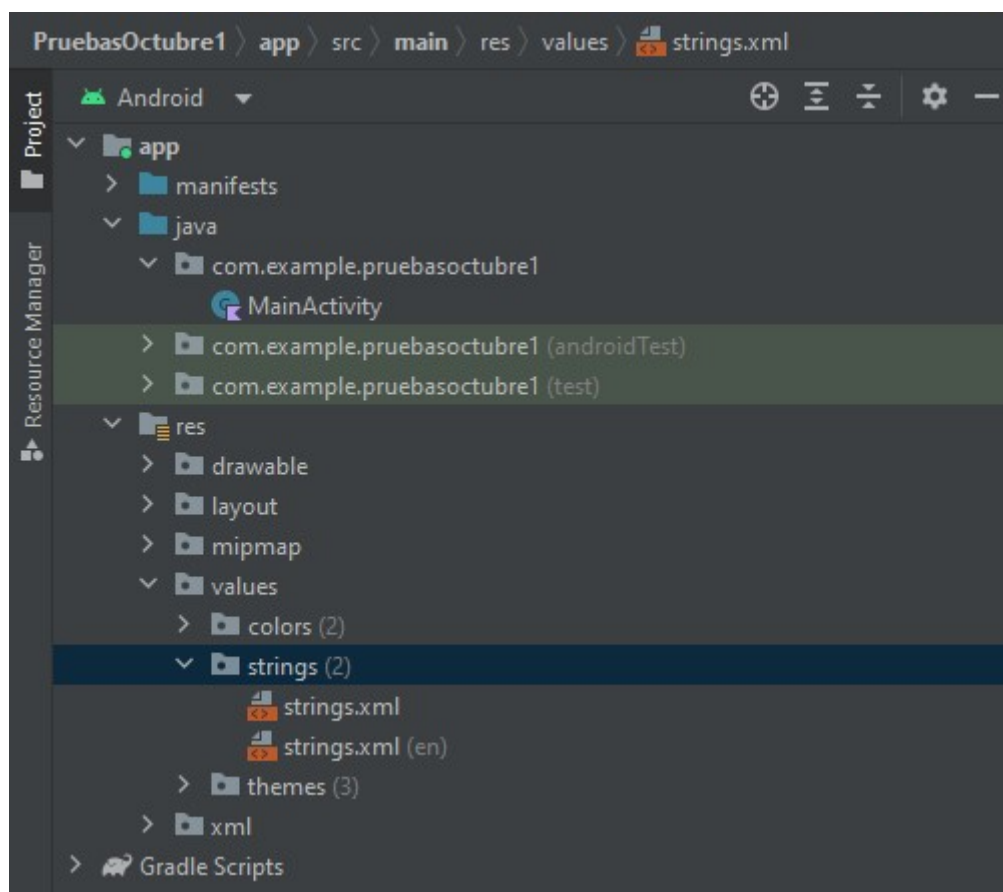 PruebasOctubre1 〉 app 〉 src 〉 main 〉 res 〉 values 〉 strings.xml
Project
Resource Manager
Android
app
manifests
java
com.example.pruebasoctubre1
MainActivity
com.example.pruebasoctubre1 (androidTest)
com.example.pruebasoctubre1 (test)
res
drawable
layout
mipmap
values
colors (2)
strings (2)
strings.xml
strings.xml (en)
themes (3)
xml
Gradle Scripts